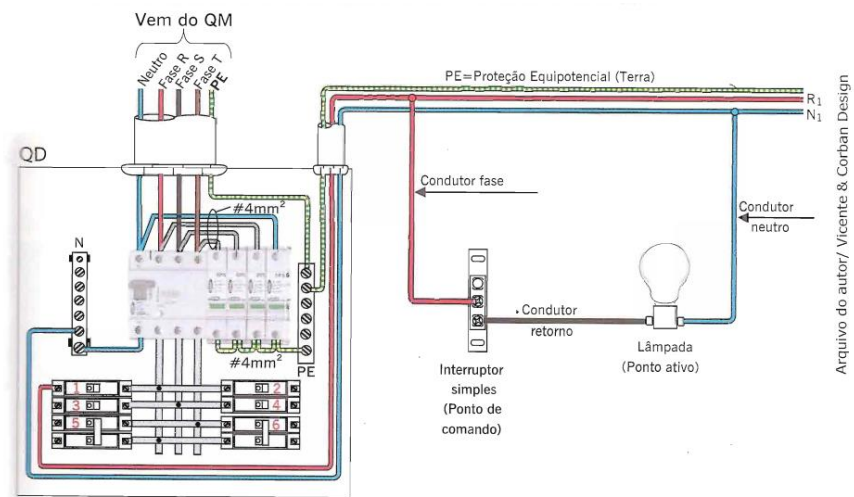 Vem do QM
Neutro
Fase R
Fase S
Fase T
PE
PE=Proteção Equipotencial (Terra)
R1
N1
QD
#4mm²
Condutor fase
Condutor
neutro
N
Condutor
retorno
#4mm²
PE
Interruptor
simples
(Ponto de
comando)
Lâmpada
(Ponto ativo)
1
2
3
4
5
6
Arquivo do autor/ Vicente & Corban Design